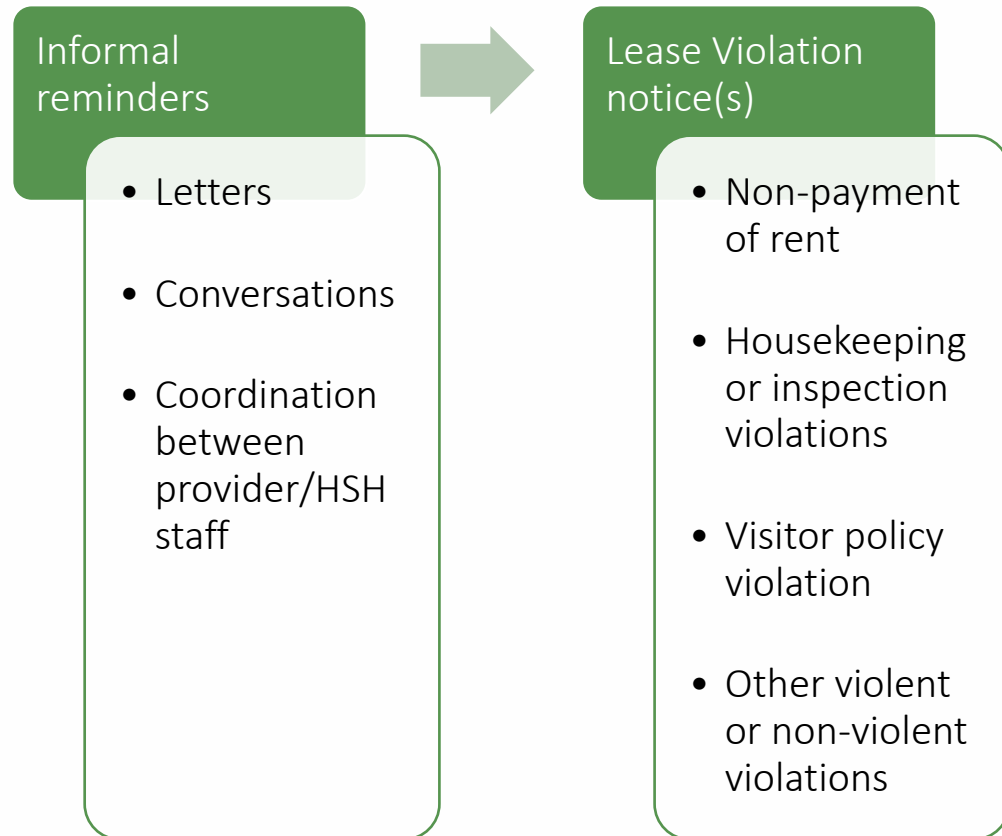 Informal
reminders
• Letters
• Conversations
• Coordination
between
provider/HSH
staff
Lease Violation
notice(s)
• Non-payment
of rent
• Housekeeping
or inspection
violations
• Visitor policy
violation
• Other violent
or non-violent
violations